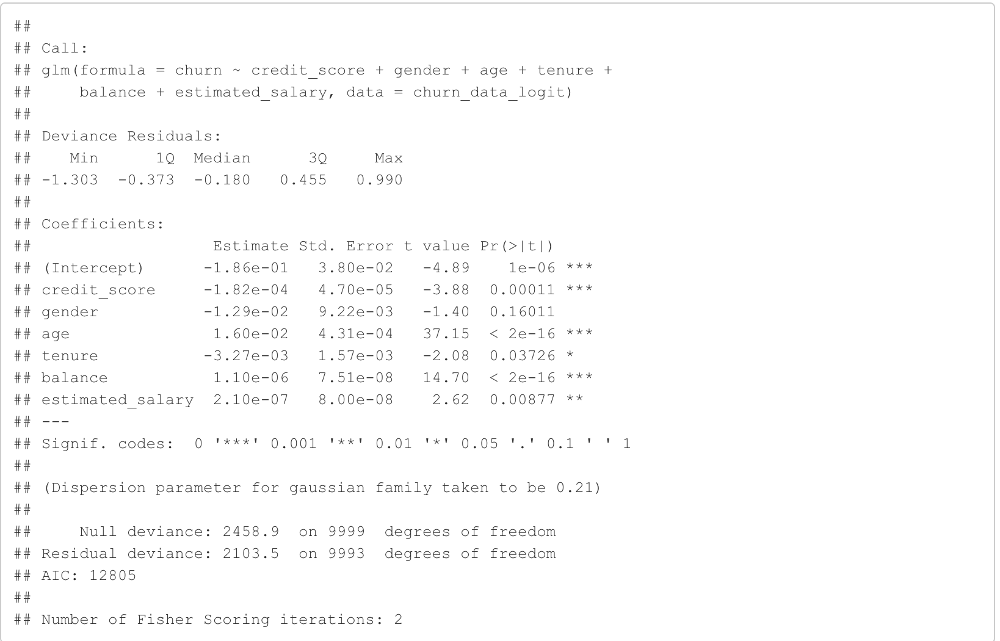 ##
## Call:
## glm(formula = churn ~ credit_score + gender + age + tenure +
##     balance + estimated_salary, data = churn_data_logit)
##
## Deviance Residuals:
##    Min      1Q  Median      3Q     Max
## -1.303  -0.373  -0.180   0.455   0.990
##
## Coefficients:
##                   Estimate Std. Error t value Pr(>|t|)
## (Intercept)      -1.86e-01   3.80e-02   -4.89    1e-06 ***
## credit_score     -1.82e-04   4.70e-05   -3.88  0.00011 ***
## gender           -1.29e-02   9.22e-03   -1.40  0.16011
## age               1.60e-02   4.31e-04   37.15  < 2e-16 ***
## tenure           -3.27e-03   1.57e-03   -2.08  0.03726 *
## balance           1.10e-06   7.51e-08   14.70  < 2e-16 ***
## estimated_salary  2.10e-07   8.00e-08    2.62  0.00877 **
## ---
## Signif. codes:  0 '***' 0.001 '**' 0.01 '*' 0.05 '.' 0.1 ' ' 1
##
## (Dispersion parameter for gaussian family taken to be 0.21)
##
##     Null deviance: 2458.9  on 9999  degrees of freedom
## Residual deviance: 2103.5  on 9993  degrees of freedom
## AIC: 12805
##
## Number of Fisher Scoring iterations: 2